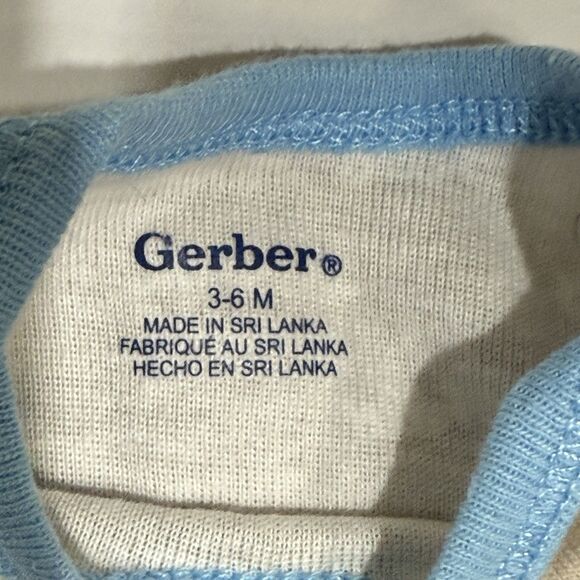 Gerber®
3-6 M
MADE IN SRI LANKA
FABRIQUÉ AU SRI LANKA
HECHO EN SRI LANKA